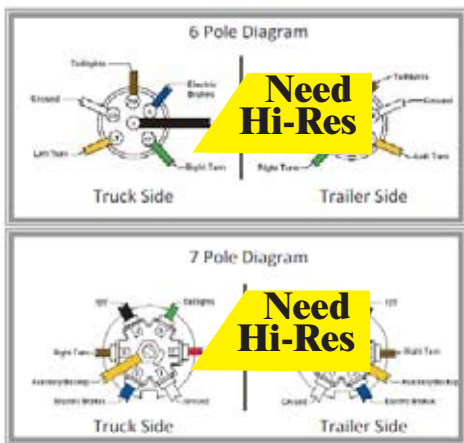 6 Pole Diagram
Taillights
Electric
Brakes
Ground
Left Turn
Right Turn
Truck Side
Need
Hi-Res
Taillights
Ground
Right Turn
Left Turn
Trailer Side
7 Pole Diagram
12V
Right Turn
Auxiliary/Backup
Electric Brakes
Ground
Truck Side
Need
Hi-Res
12V
Right Turn
Auxiliary/Backup
Ground
Electric Brakes
Trailer Side